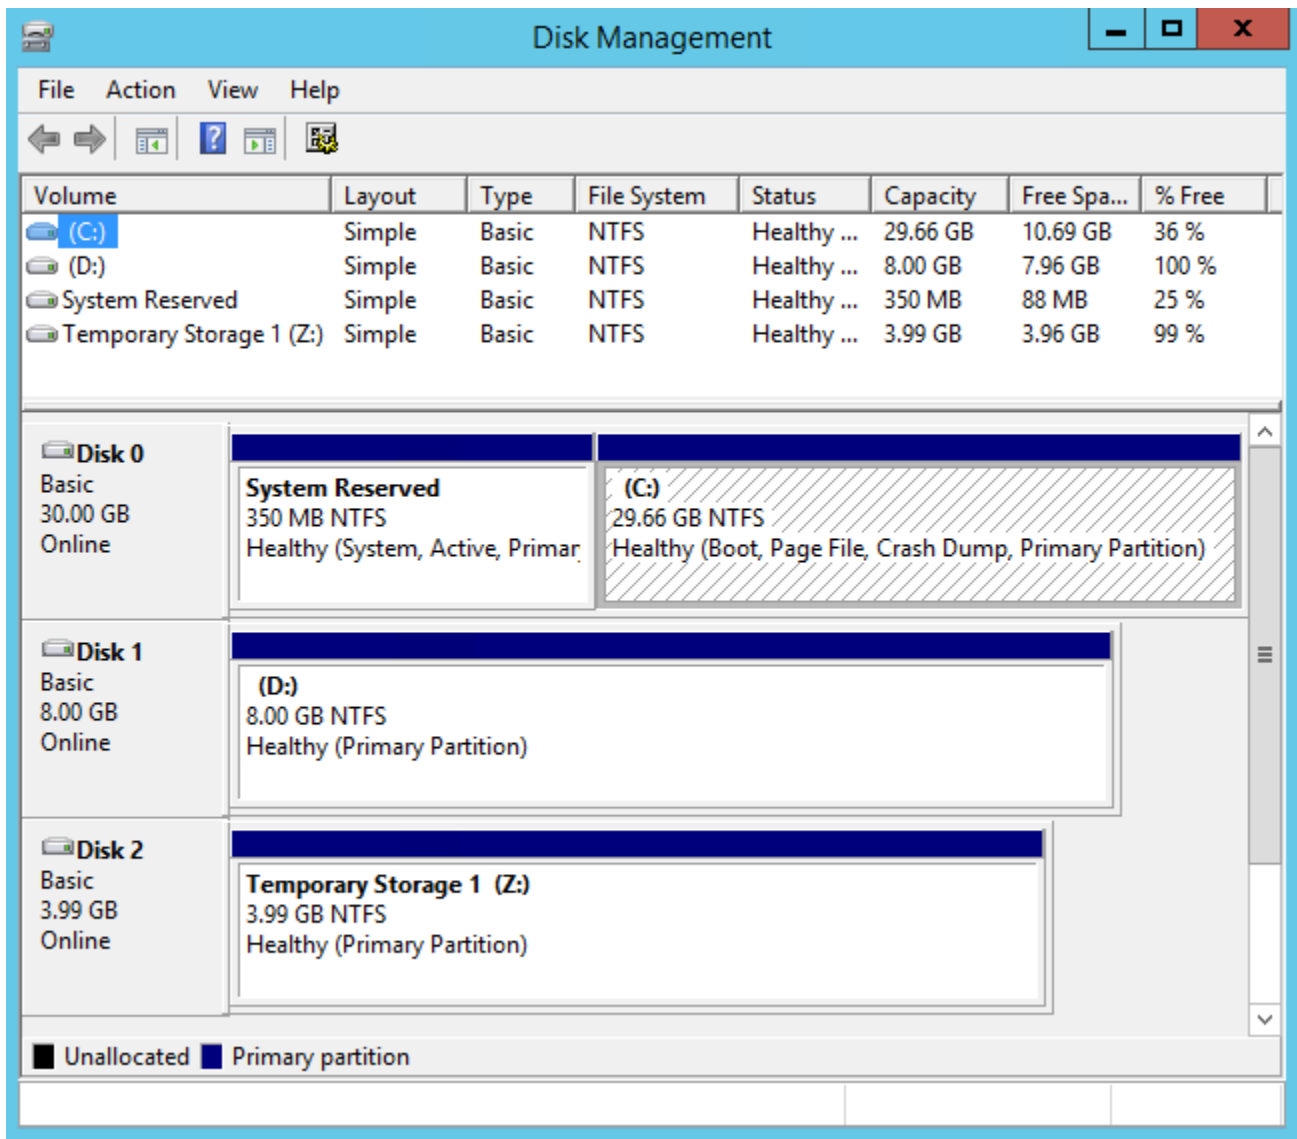 Disk Management
File Action View Help
Volume Layout Type File System Status Capacity Free Spa... % Free
(C:) Simple Basic NTFS Healthy ... 29.66 GB 10.69 GB 36 %
(D:) Simple Basic NTFS Healthy ... 8.00 GB 7.96 GB 100 %
System Reserved Simple Basic NTFS Healthy ... 350 MB 88 MB 25 %
Temporary Storage 1 (Z:) Simple Basic NTFS Healthy ... 3.99 GB 3.96 GB 99 %
Disk 0
Basic
30.00 GB
Online
System Reserved
350 MB NTFS
Healthy (System, Active, Primar
(C:)
29.66 GB NTFS
Healthy (Boot, Page File, Crash Dump, Primary Partition)
Disk 1
Basic
8.00 GB
Online
(D:)
8.00 GB NTFS
Healthy (Primary Partition)
Disk 2
Basic
3.99 GB
Online
Temporary Storage 1 (Z:)
3.99 GB NTFS
Healthy (Primary Partition)
Unallocated Primary partition